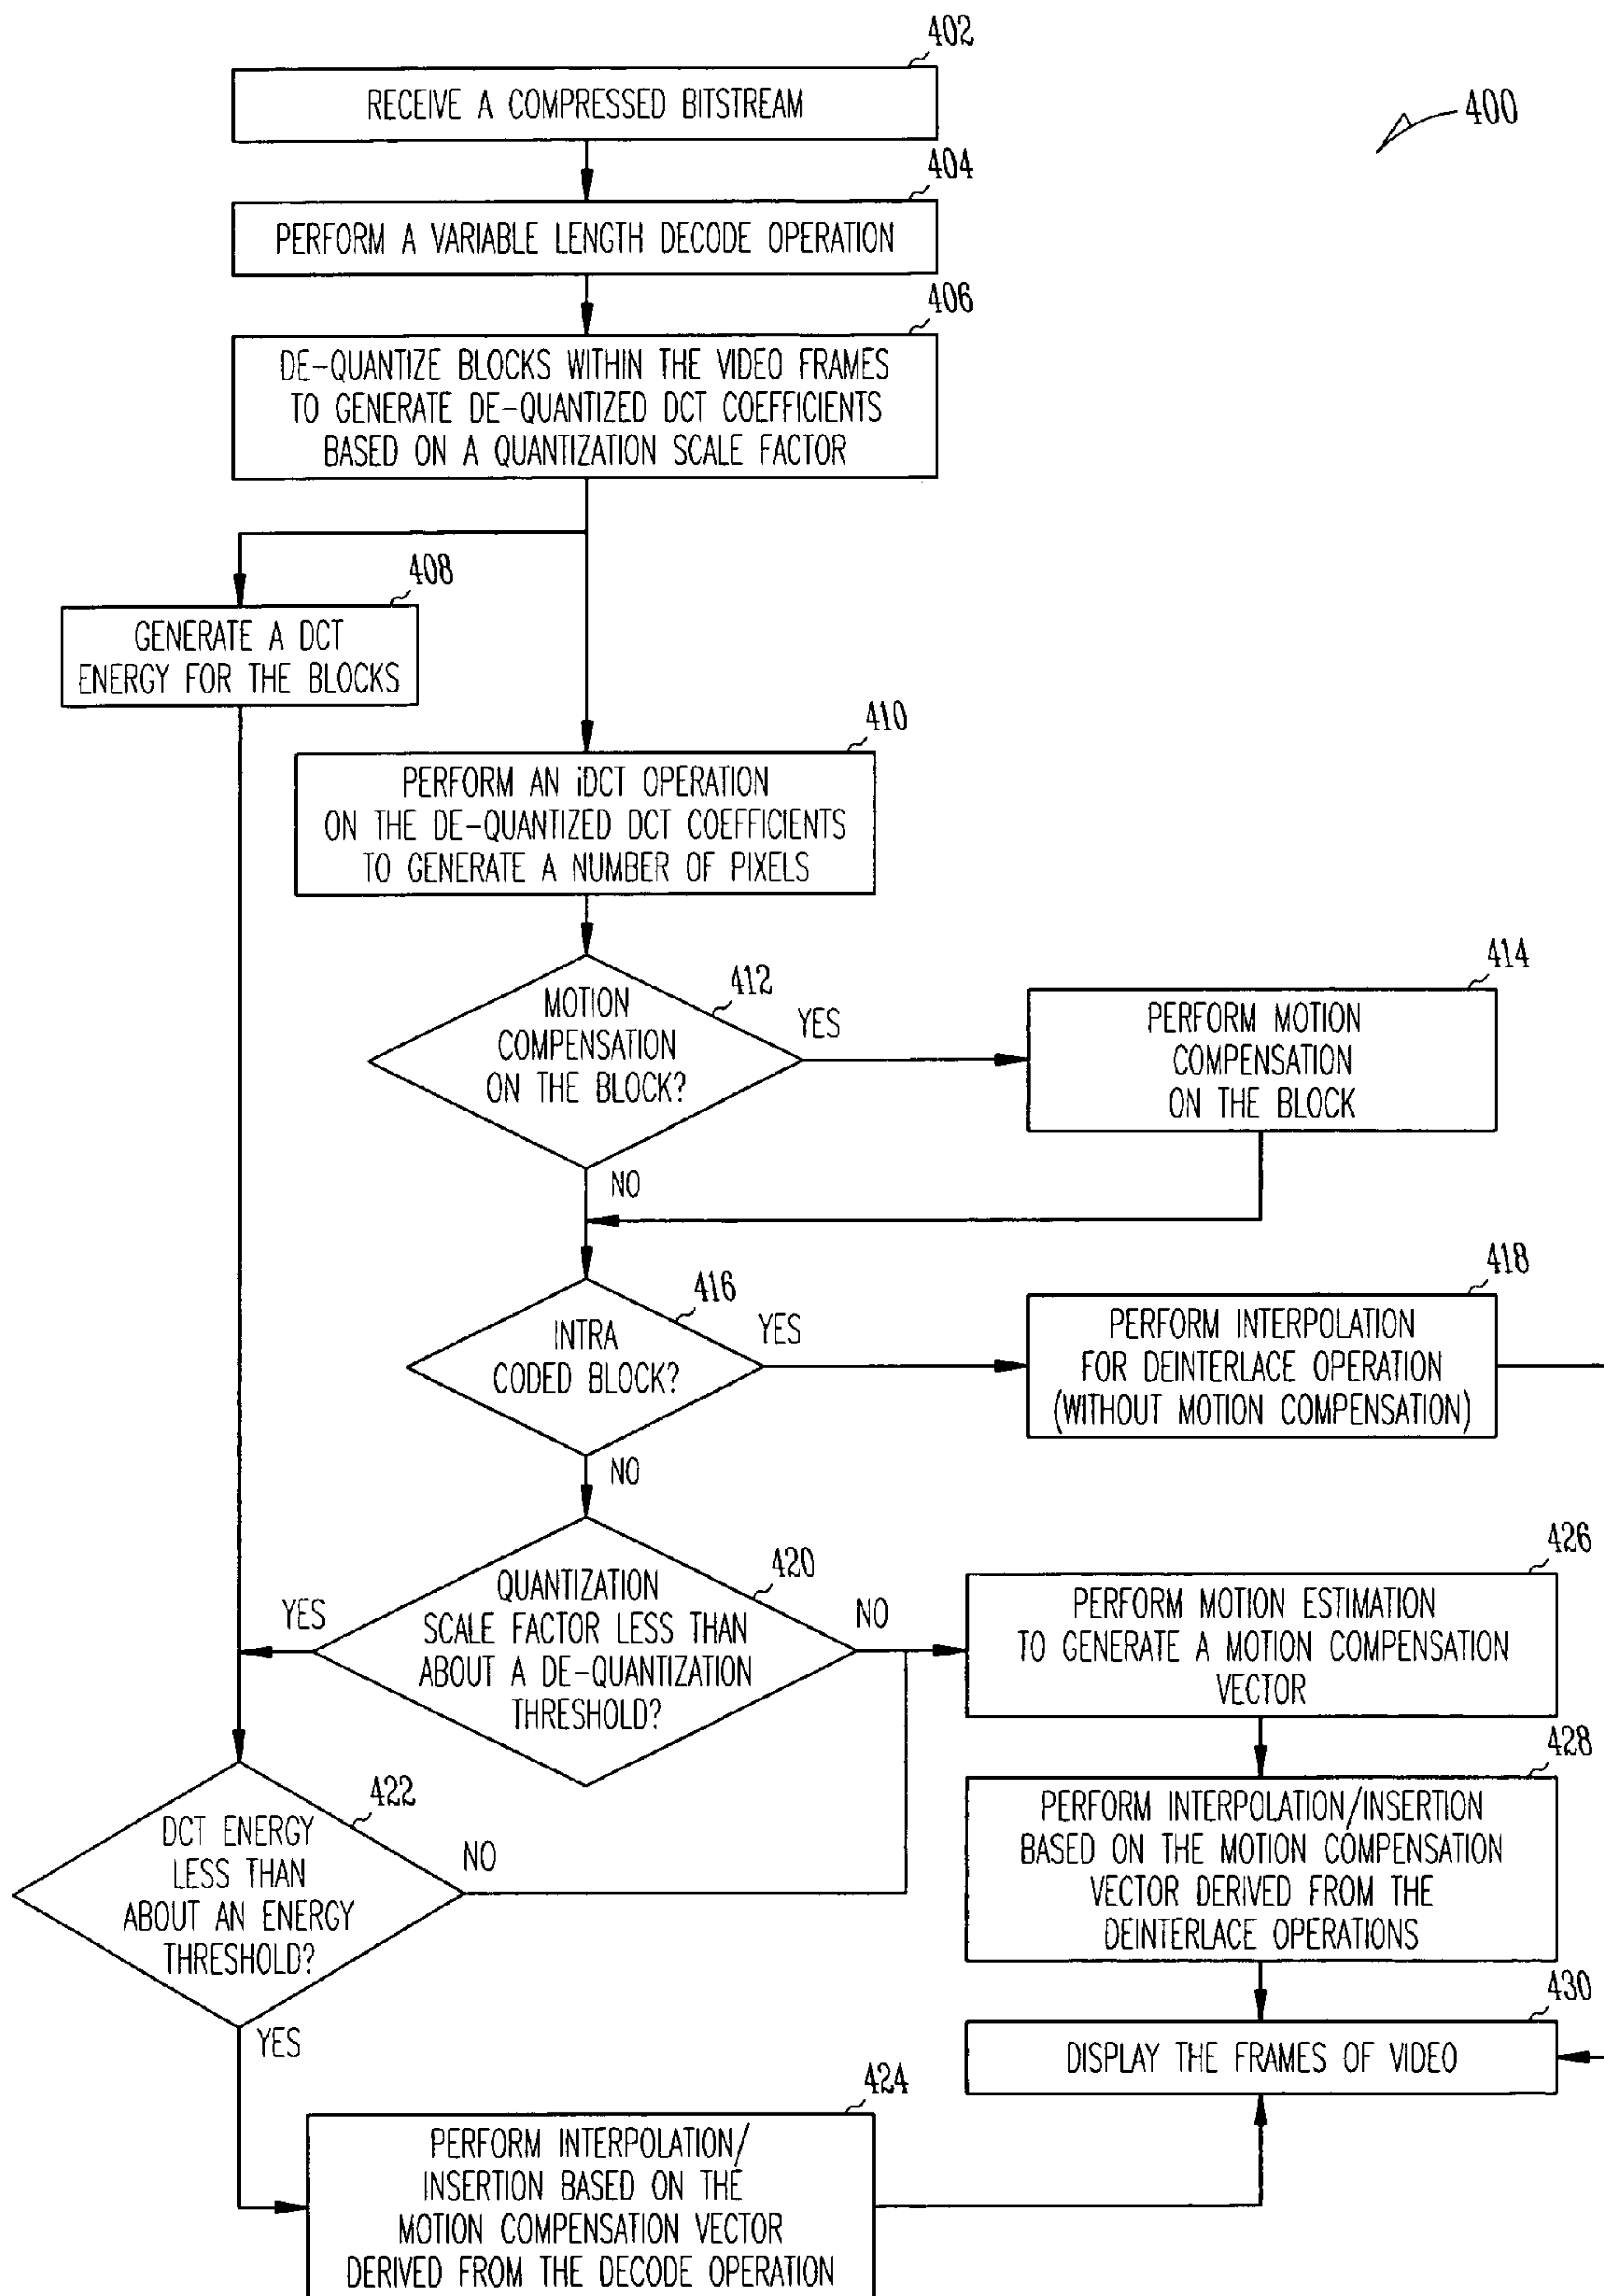 402
RECEIVE A COMPRESSED BITSTREAM
400
404
PERFORM A VARIABLE LENGTH DECODE OPERATION
406
DE-QUANTIZE BLOCKS WITHIN THE VIDEO FRAMES
TO GENERATE DE-QUANTIZED DCT COEFFICIENTS
BASED ON A QUANTIZATION SCALE FACTOR
408
GENERATE A DCT
ENERGY FOR THE BLOCKS
410
PERFORM AN iDCT OPERATION
ON THE DE-QUANTIZED DCT COEFFICIENTS
TO GENERATE A NUMBER OF PIXELS
412
MOTION
COMPENSATION
ON THE BLOCK?
YES
NO
414
PERFORM MOTION
COMPENSATION
ON THE BLOCK
416
INTRA
CODED BLOCK?
YES
NO
418
PERFORM INTERPOLATION
FOR DEINTERLACE OPERATION
(WITHOUT MOTION COMPENSATION)
420
QUANTIZATION
SCALE FACTOR LESS THAN
ABOUT A DE-QUANTIZATION
THRESHOLD?
YES
NO
426
PERFORM MOTION ESTIMATION
TO GENERATE A MOTION COMPENSATION
VECTOR
422
DCT ENERGY
LESS THAN
ABOUT AN ENERGY
THRESHOLD?
NO
YES
428
PERFORM INTERPOLATION/INSERTION
BASED ON THE MOTION COMPENSATION
VECTOR DERIVED FROM THE
DEINTERLACE OPERATIONS
430
DISPLAY THE FRAMES OF VIDEO
424
PERFORM INTERPOLATION/
INSERTION BASED ON THE
MOTION COMPENSATION VECTOR
DERIVED FROM THE DECODE OPERATION